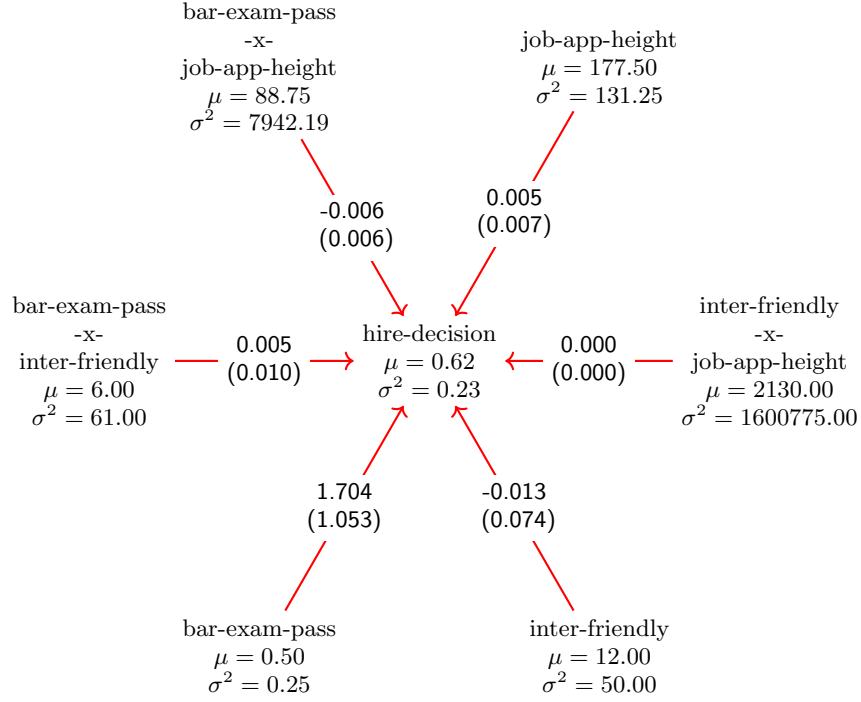 bar-exam-pass
-x-
job-app-height
μ = 88.75
σ² = 7942.19
job-app-height
μ = 177.50
σ² = 131.25
-0.006
(0.006)
0.005
(0.007)
bar-exam-pass
-x-
inter-friendly
μ = 6.00
σ² = 61.00
0.005
(0.010)
hire-decision
μ = 0.62
σ² = 0.23
0.000
(0.000)
inter-friendly
-x-
job-app-height
μ = 2130.00
σ² = 1600775.00
1.704
(1.053)
-0.013
(0.074)
bar-exam-pass
μ = 0.50
σ² = 0.25
inter-friendly
μ = 12.00
σ² = 50.00